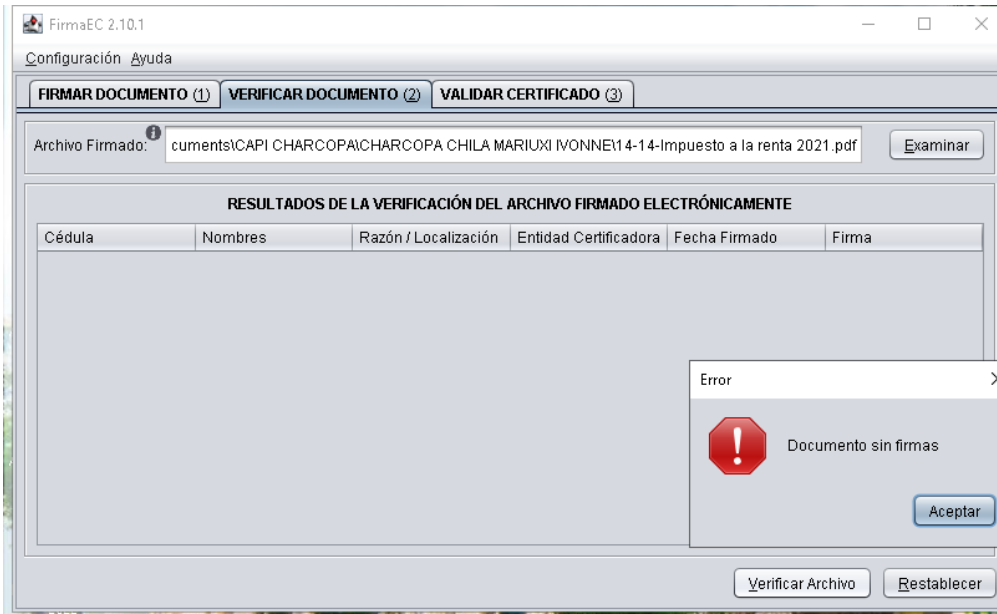 FirmaEC 2.10.1
Configuración Ayuda
FIRMAR DOCUMENTO (1) VERIFICAR DOCUMENTO (2) VALIDAR CERTIFICADO (3)
Archivo Firmado: cuments\CAPI CHARCOPA\CHARCOPA CHILA MARIUXI IVONNE\14-14-Impuesto a la renta 2021.pdf Examinar
RESULTADOS DE LA VERIFICACIÓN DEL ARCHIVO FIRMADO ELECTRÓNICAMENTE
Cédula Nombres Razón / Localización Entidad Certificadora Fecha Firmado Firma
Error
Documento sin firmas
Aceptar
Verificar Archivo Restablecer